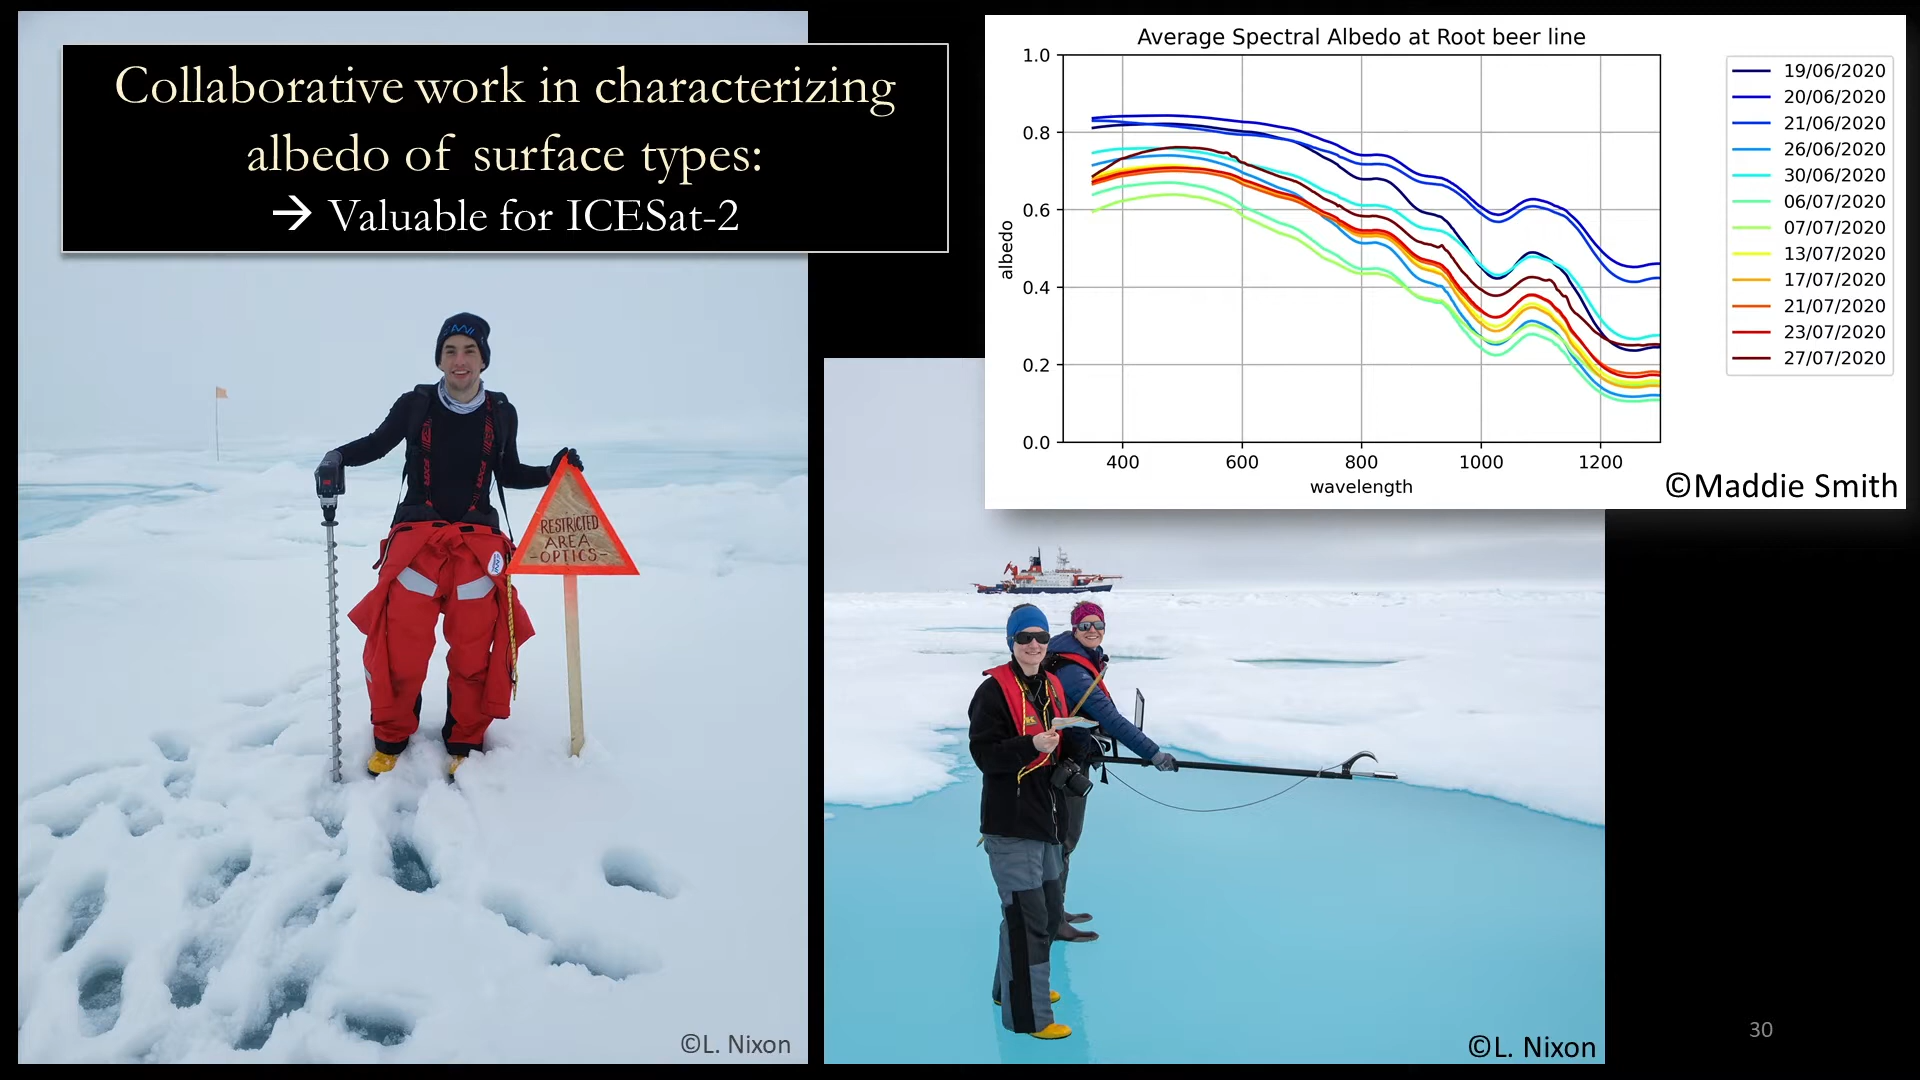 Collaborative work in characterizing
albedo of surface types:
→ Valuable for ICESat-2
RESTRICTED
AREA
-OPTICS-
©L. Nixon
Average Spectral Albedo at Root beer line
albedo
1.0
0.8
0.6
0.4
0.2
0.0
400 600 800 1000 1200
wavelength
19/06/2020
20/06/2020
21/06/2020
26/06/2020
30/06/2020
06/07/2020
07/07/2020
13/07/2020
17/07/2020
21/07/2020
23/07/2020
27/07/2020
©Maddie Smith
©L. Nixon
30